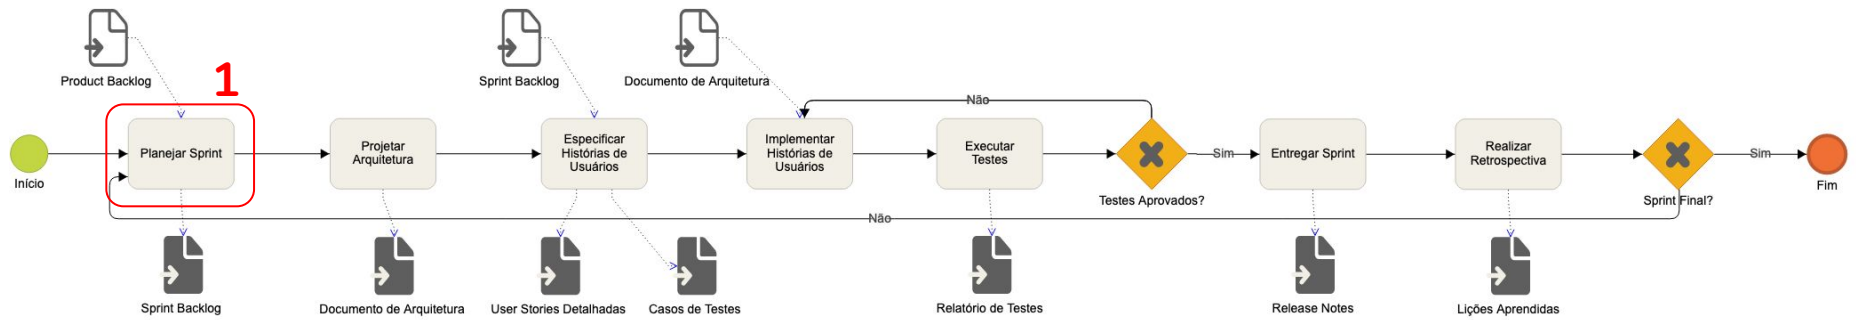 Product Backlog
1
Sprint Backlog
Documento de Arquitetura
Início
Planejar Sprint
Projetar
Arquitetura
Especificar
Histórias de
Usuários
Implementar
Histórias de
Usuários
Executar
Testes
Não
Testes Aprovados?
Sim
Entregar Sprint
Realizar
Retrospectiva
Sprint Final?
Sim
Fim
Não
Sprint Backlog
Documento de Arquitetura
User Stories Detalhadas
Casos de Testes
Relatório de Testes
Release Notes
Lições Aprendidas